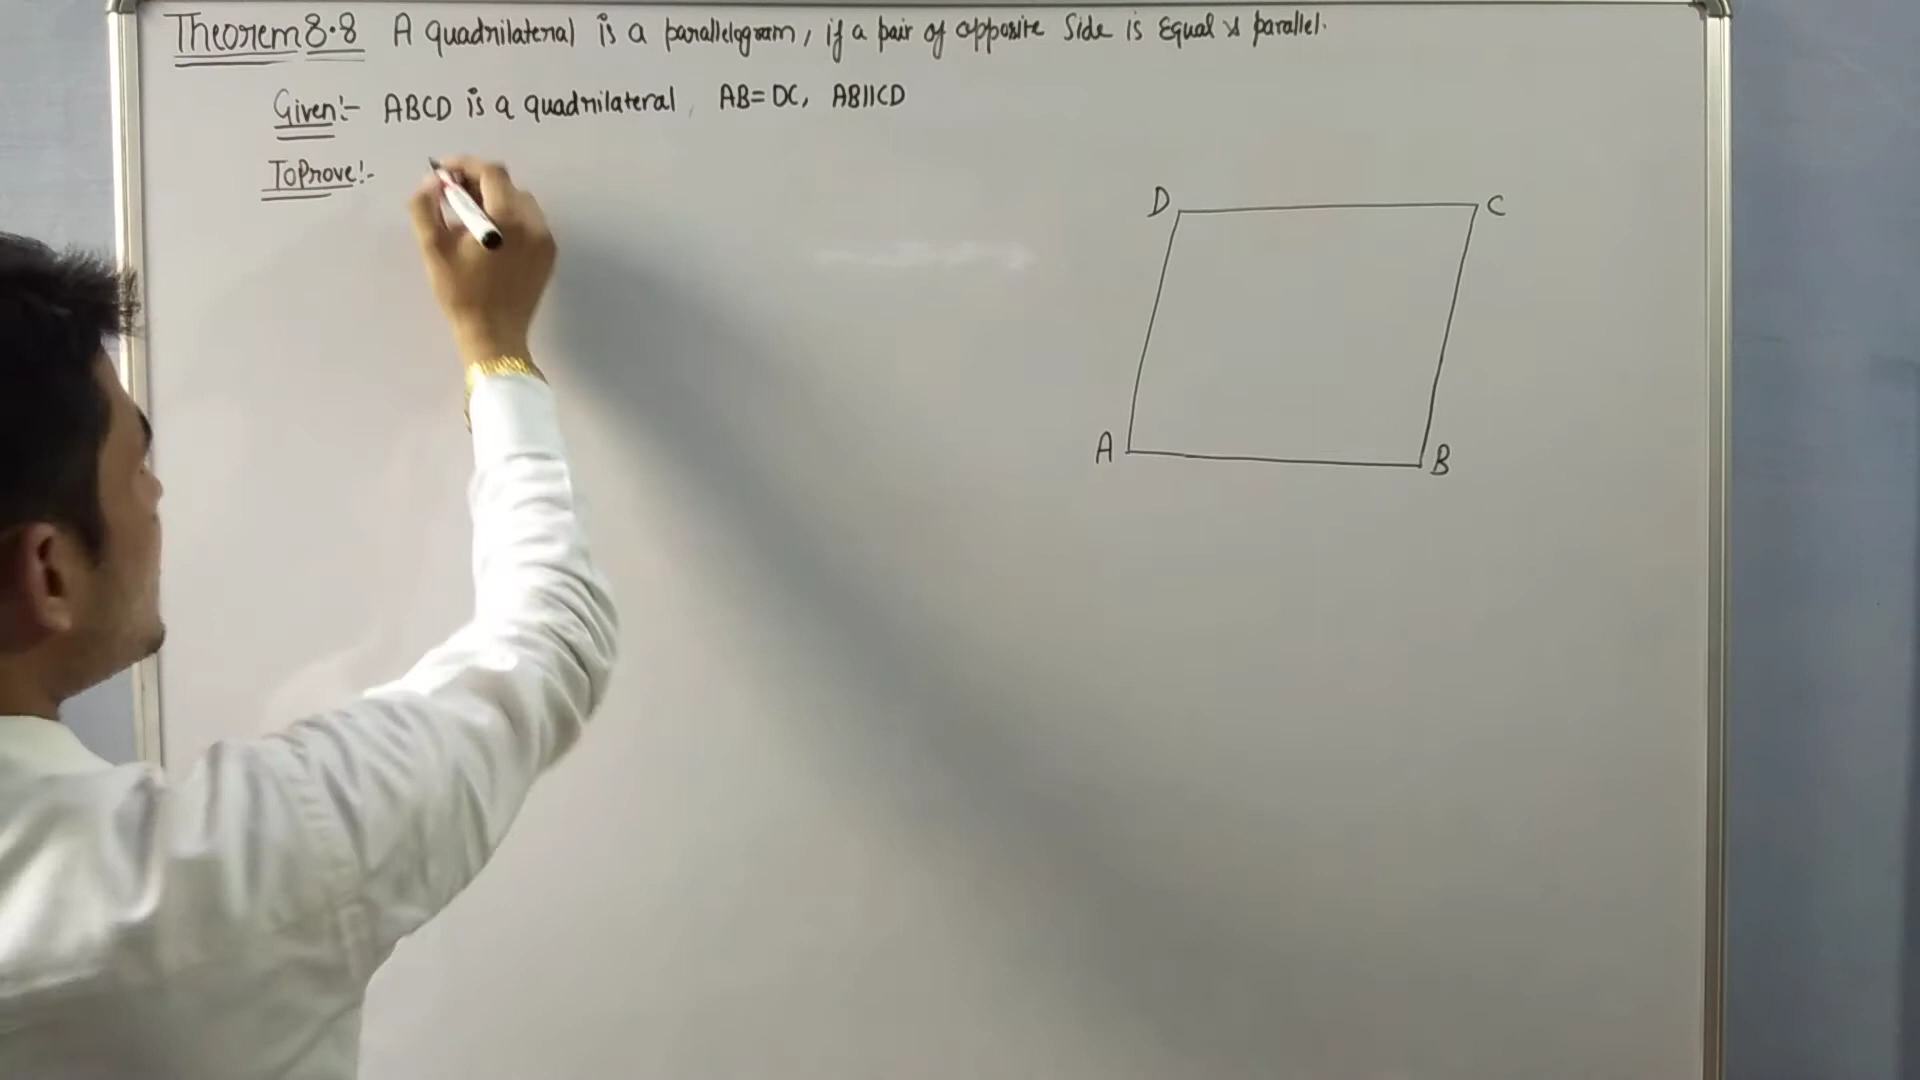 Theorem 8.8 A quadrilateral is a parallelogram, if a pair of opposite Side is Equal & parallel.
Given:- ABCD is a quadrilateral, AB=DC, AB||CD
To Prove:-
D C
A B